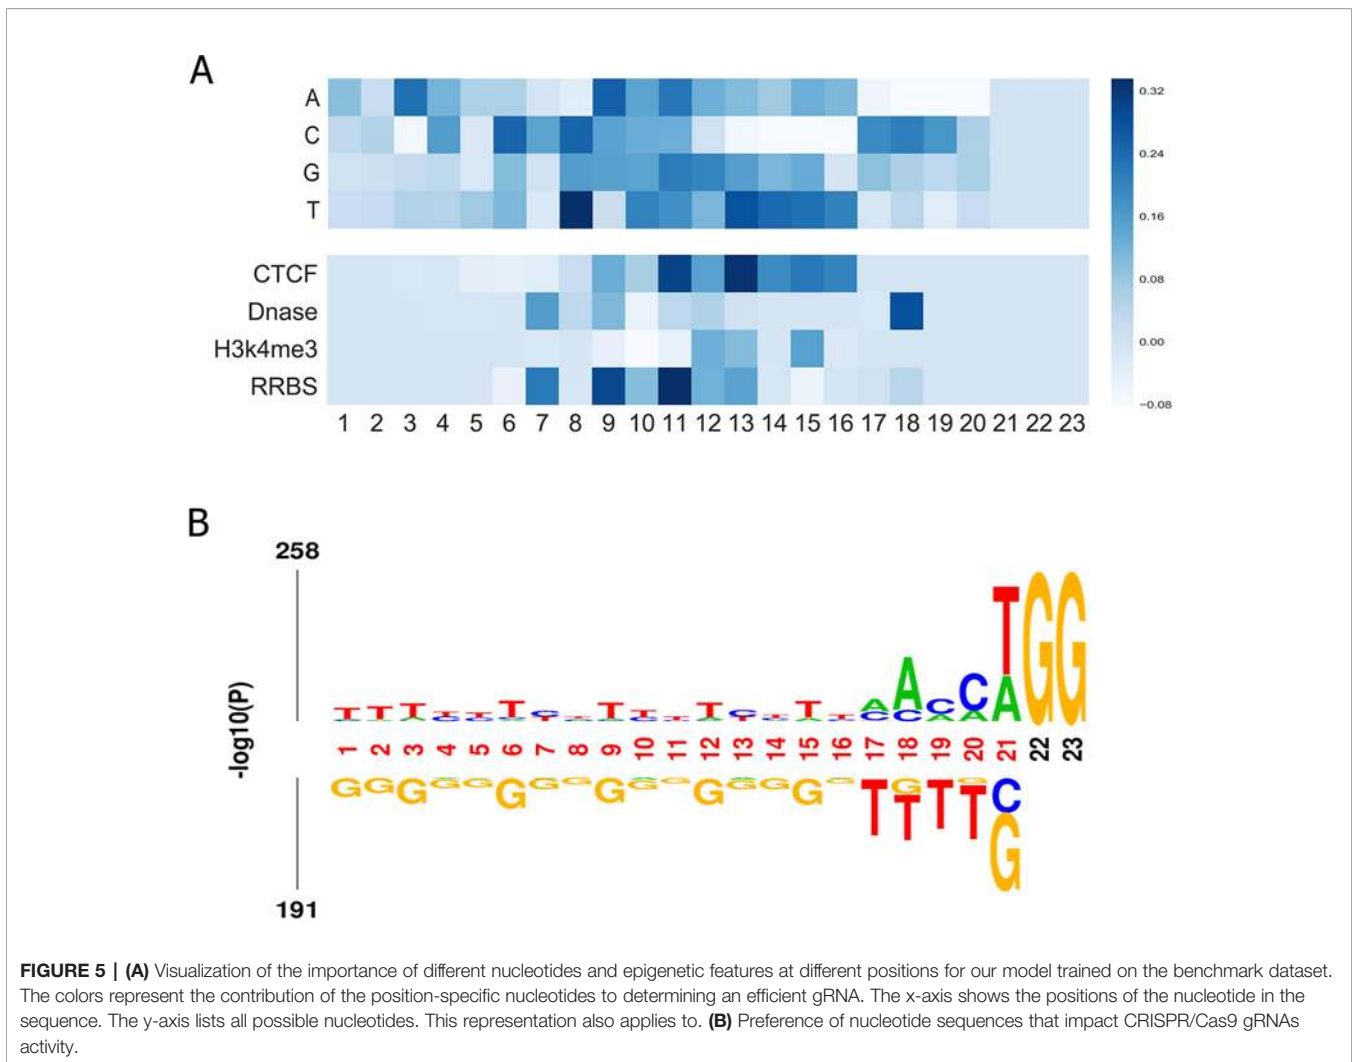 A
A
C
G
T
CTCF
Dnase
H3k4me3
RRBS
1 2 3 4 5 6 7 8 9 10 11 12 13 14 15 16 17 18 19 20 21 22 23
0.32
0.24
0.16
0.08
0.00
−0.08
B
258
-log10(P)
191
T T T T T T C T T T T T C T T T A A C C T G G
A C C A A
1 2 3 4 5 6 7 8 9 10 11 12 13 14 15 16 17 18 19 20 21 22 23
G G G G G G G G G G G G G G G G T G T G C
T T G
FIGURE 5 | (A) Visualization of the importance of different nucleotides and epigenetic features at different positions for our model trained on the benchmark dataset.
The colors represent the contribution of the position-specific nucleotides to determining an efficient gRNA. The x-axis shows the positions of the nucleotide in the
sequence. The y-axis lists all possible nucleotides. This representation also applies to. (B) Preference of nucleotide sequences that impact CRISPR/Cas9 gRNAs
activity.